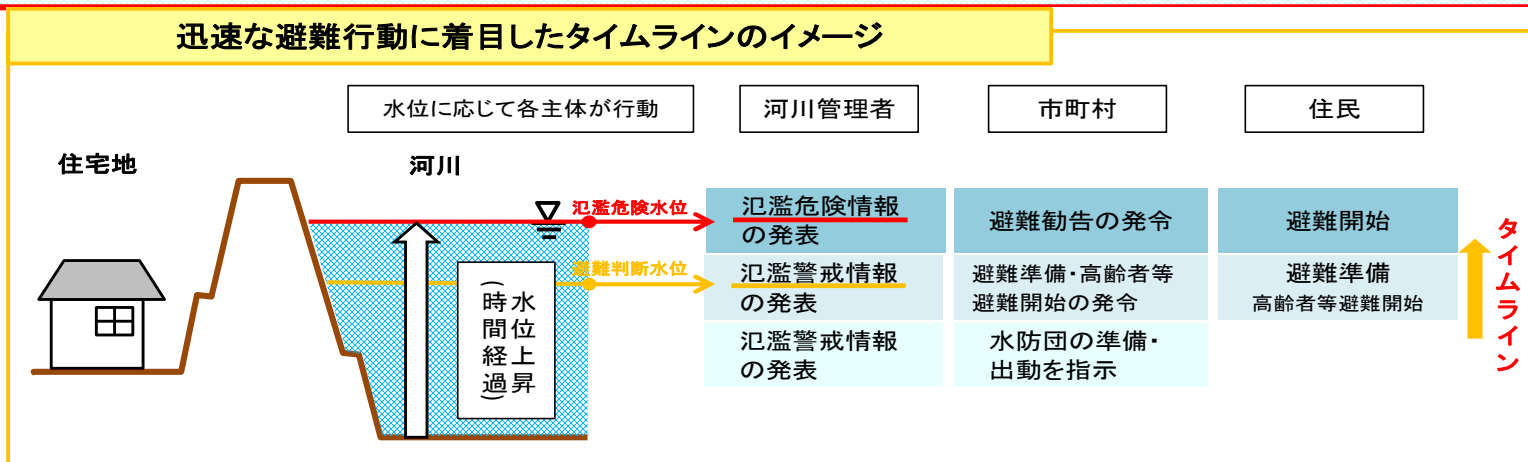 迅速な避難行動に着目したタイムラインのイメージ
水位に応じて各主体が行動
河川管理者
市町村
住民
住宅地
河川
氾濫危険水位
氾濫危険情報
の発表
避難勧告の発令
避難開始
避難判断水位
氾濫警戒情報
の発表
避難準備・高齢者等
避難開始の発令
避難準備
高齢者等避難開始
氾濫警戒情報
の発表
水防団の準備・
出動を指示
水位上昇
(時間経過)
タイムライン